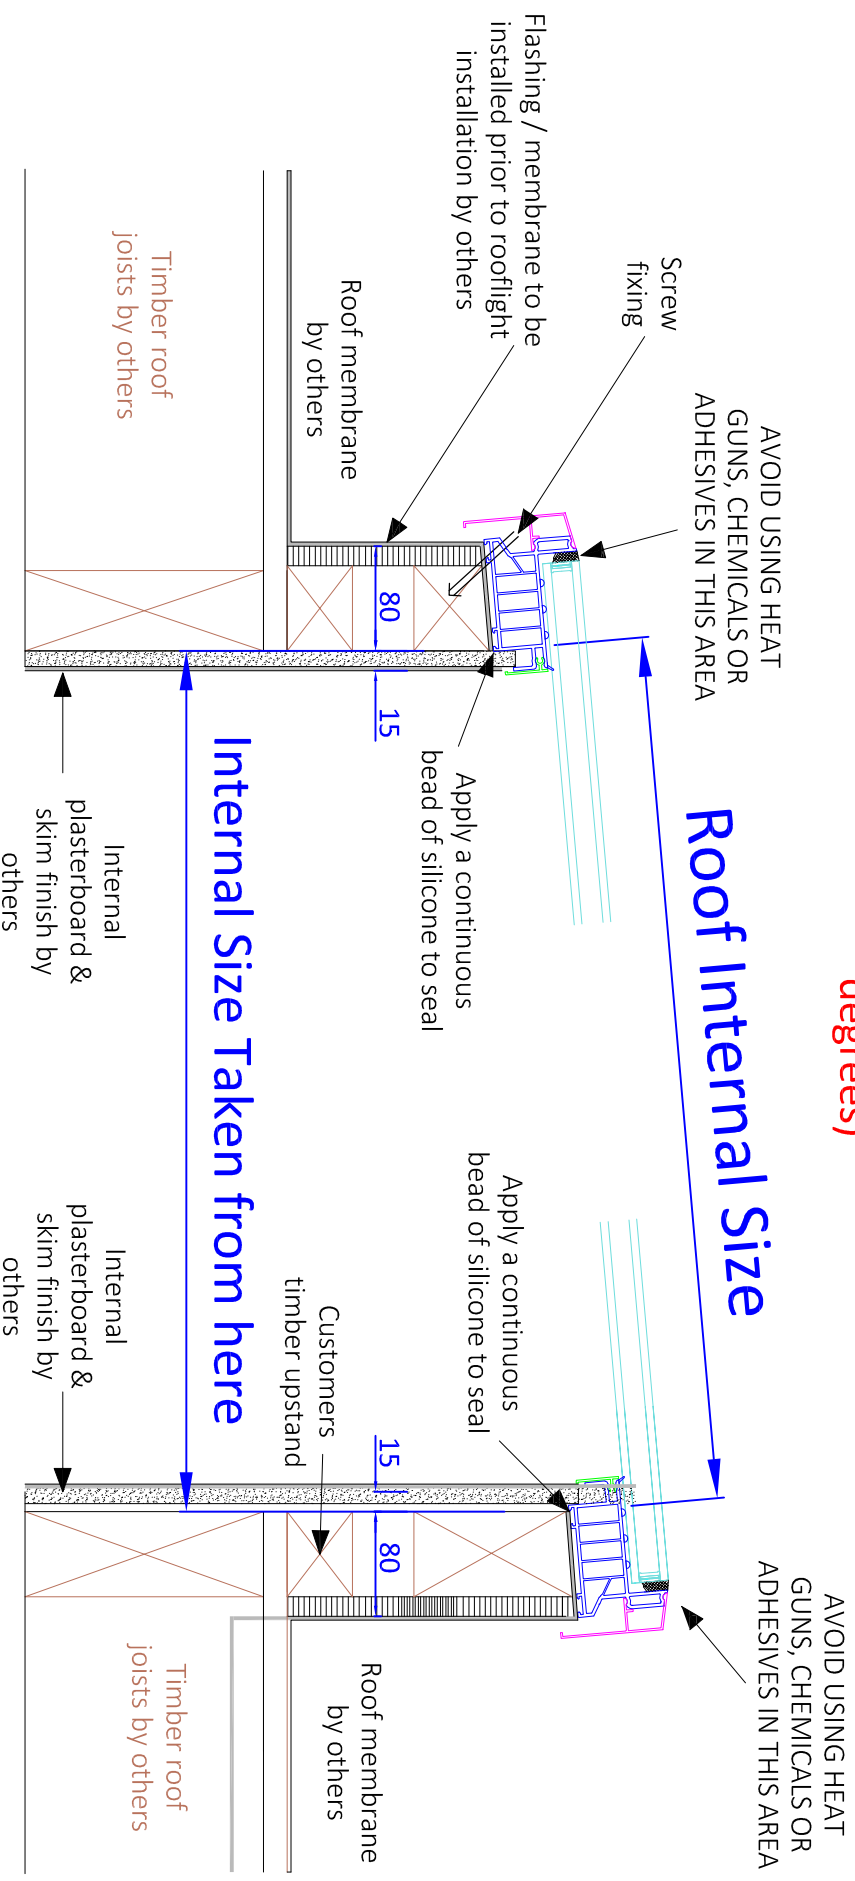 degrees)
AVOID USING HEAT
GUNS, CHEMICALS OR
ADHESIVES IN THIS AREA
Screw
fixing
Flashing / membrane to be
installed prior to rooflight
installation by others
Roof membrane
by others
Timber roof
joists by others
80
15
Roof Internal Size
Apply a continuous
bead of silicone to seal
Internal Size Taken from here
Internal
plasterboard &
skim finish by
others
Apply a continuous
bead of silicone to seal
Customers
timber upstand
15
80
Internal
plasterboard &
skim finish by
others
AVOID USING HEAT
GUNS, CHEMICALS OR
ADHESIVES IN THIS AREA
Roof membrane
by others
Timber roof
joists by others